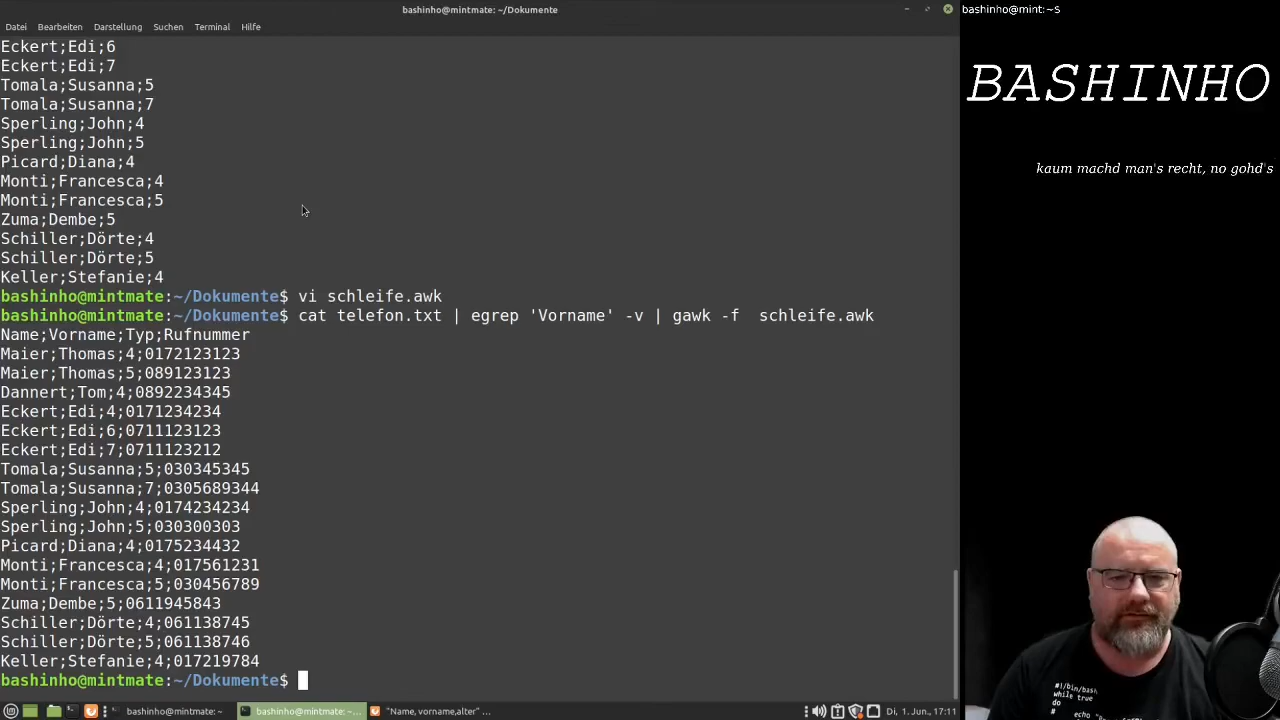 bashinho@mintmate: ~/Dokumente
Datei Bearbeiten Darstellung Suchen Terminal Hilfe
Eckert;Edi;6
Eckert;Edi;7
Tomala;Susanna;5
Tomala;Susanna;7
Sperling;John;4
Sperling;John;5
Picard;Diana;4
Monti;Francesca;4
Monti;Francesca;5
Zuma;Dembe;5
Schiller;Dörte;4
Schiller;Dörte;5
Keller;Stefanie;4
bashinho@mintmate:~/Dokumente$ vi schleife.awk
bashinho@mintmate:~/Dokumente$ cat telefon.txt | egrep 'Vorname' -v | gawk -f  schleife.awk
Name;Vorname;Typ;Rufnummer
Maier;Thomas;4;0172123123
Maier;Thomas;5;089123123
Dannert;Tom;4;0892234345
Eckert;Edi;4;0171234234
Eckert;Edi;6;0711123123
Eckert;Edi;7;0711123212
Tomala;Susanna;5;030345345
Tomala;Susanna;7;0305689344
Sperling;John;4;0174234234
Sperling;John;5;030300303
Picard;Diana;4;0175234432
Monti;Francesca;4;017561231
Monti;Francesca;5;030456789
Zuma;Dembe;5;0611945843
Schiller;Dörte;4;061138745
Schiller;Dörte;5;061138746
Keller;Stefanie;4;017219784
bashinho@mintmate:~/Dokumente$
bashinho@mintmate: ~ bashinho@mintmate: ~... "Name, vorname,alter" ... Di, 1. Jun., 17:11
bashinho@mint:~$
BASHINHO
kaum machd man's recht, no gohd's
#!/bin/bash
while true
do
# echo "De